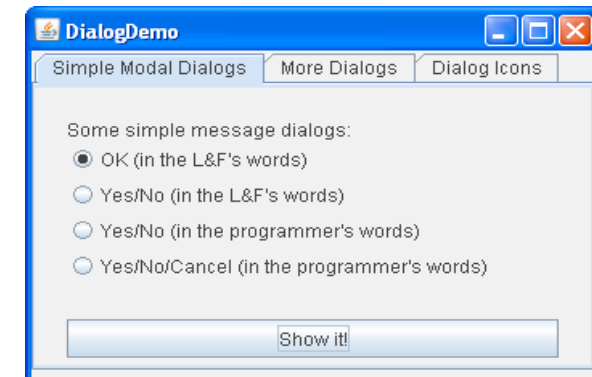 DialogDemo
Simple Modal Dialogs More Dialogs Dialog Icons
Some simple message dialogs:
OK (in the L&F's words)
Yes/No (in the L&F's words)
Yes/No (in the programmer's words)
Yes/No/Cancel (in the programmer's words)
Show it!